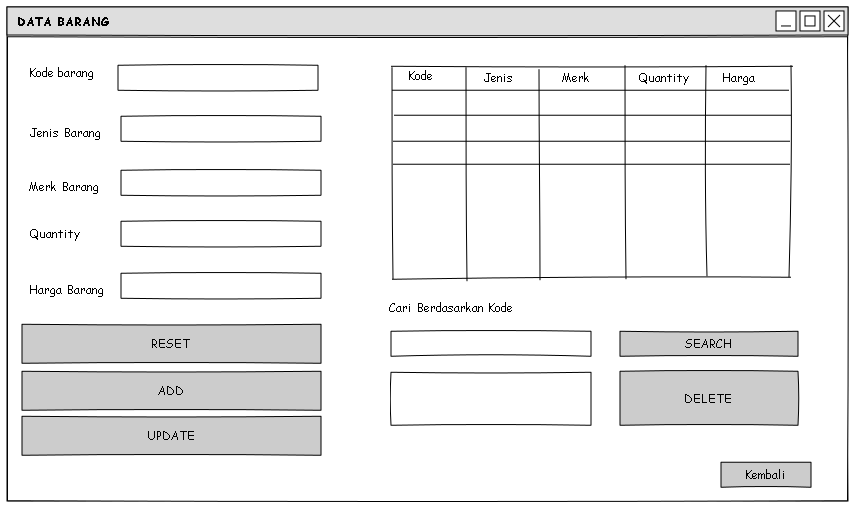 DATA BARANG
Kode barang
Jenis Barang
Merk Barang
Quantity
Harga Barang
RESET
ADD
UPDATE
Kode Jenis Merk Quantity Harga
Cari Berdasarkan Kode
SEARCH
DELETE
Kembali